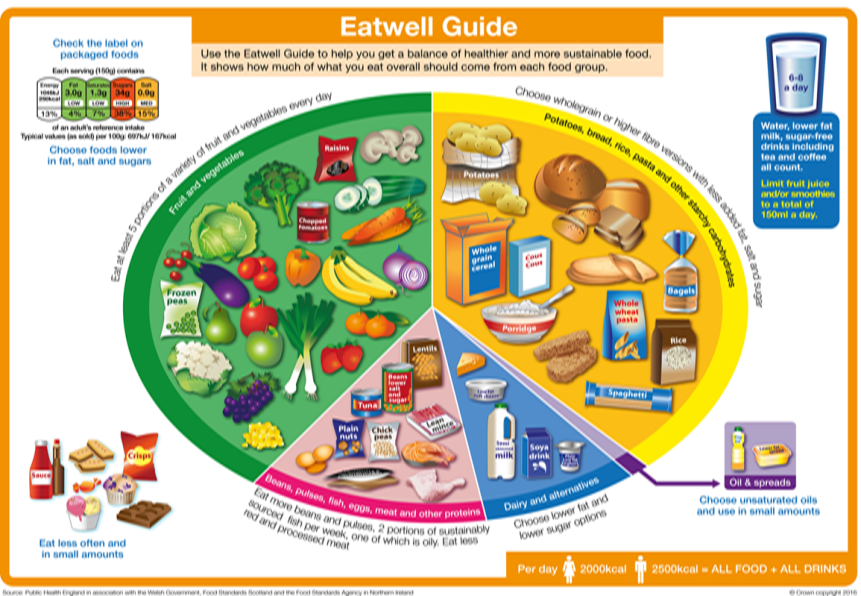 Eatwell Guide
Use the Eatwell Guide to help you get a balance of healthier and more sustainable food.
It shows how much of what you eat overall should come from each food group.
Check the label on
packaged foods
Each serving (150g) contains
Energy
1046kJ
250kcal
13%
Fat
3.0g
LOW
4%
Saturates
1.3g
LOW
7%
Sugars
34g
HIGH
38%
Salt
0.9g
MED
15%
of an adult's reference intake
Typical values (as sold) per 100g: 697kJ/ 167kcal
Choose foods lower
in fat, salt and sugars
6-8
a day
Water, lower fat
milk, sugar-free
drinks including
tea and coffee
all count.
Limit fruit juice
and/or smoothies
to a total of
150ml a day.
Eat at least 5 portions of a variety of fruit and vegetables every day
Fruit and vegetables
Raisins
Chopped
tomatoes
Frozen
peas
Choose wholegrain or higher fibre versions with less added fat, salt and sugar
Potatoes, bread, rice, pasta and other starchy carbohydrates
Potatoes
Whole
grain
cereal
Cous
Cous
Bagels
Whole
wheat
pasta
Porridge
Rice
Spaghetti
Lentils
Beans
lower
salt
and
sugar
Tuna
Plain
nuts
Chick
peas
Lean
mince
Beans, pulses, fish, eggs, meat and other proteins
Eat more beans and pulses, 2 portions of sustainably
sourced fish per week, one of which is oily. Eat less
red and processed meat
Semi
skimmed
milk
Soya
drink
Dairy and alternatives
Choose lower fat and
lower sugar options
Sauce
Crisps
Eat less often and
in small amounts
Oil & spreads
Choose unsaturated oils
and use in small amounts
Per day 2000kcal 2500kcal = ALL FOOD + ALL DRINKS
Source: Public Health England in association with the Welsh Government, Food Standards Scotland and the Food Standards Agency in Northern Ireland
© Crown copyright 2016